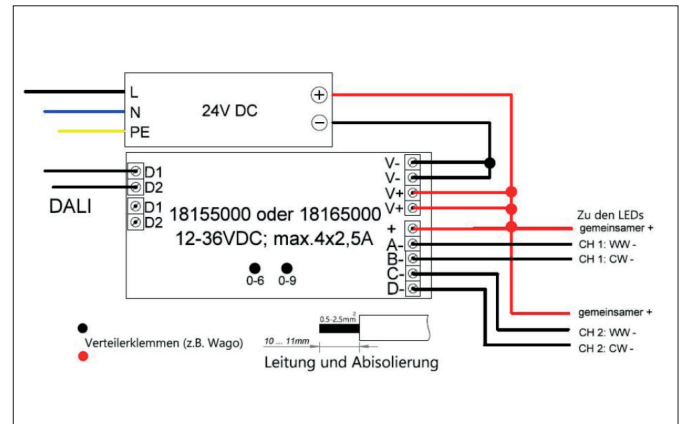 L
N
PE
24V DC
+
−
DALI
D1
D2
D1
D2
18155000 oder 18165000
12-36VDC; max.4x2,5A
0-6
0-9
V-
V-
V+
V+
+
A-
B-
C-
D-
Zu den LEDs
gemeinsamer +
CH 1: WW -
CH 1: CW -
gemeinsamer +
CH 2: WW -
CH 2: CW -
Verteilerklemmen (z.B. Wago)
0.5-2.5mm²
10 ... 11mm
Leitung und Abisolierung